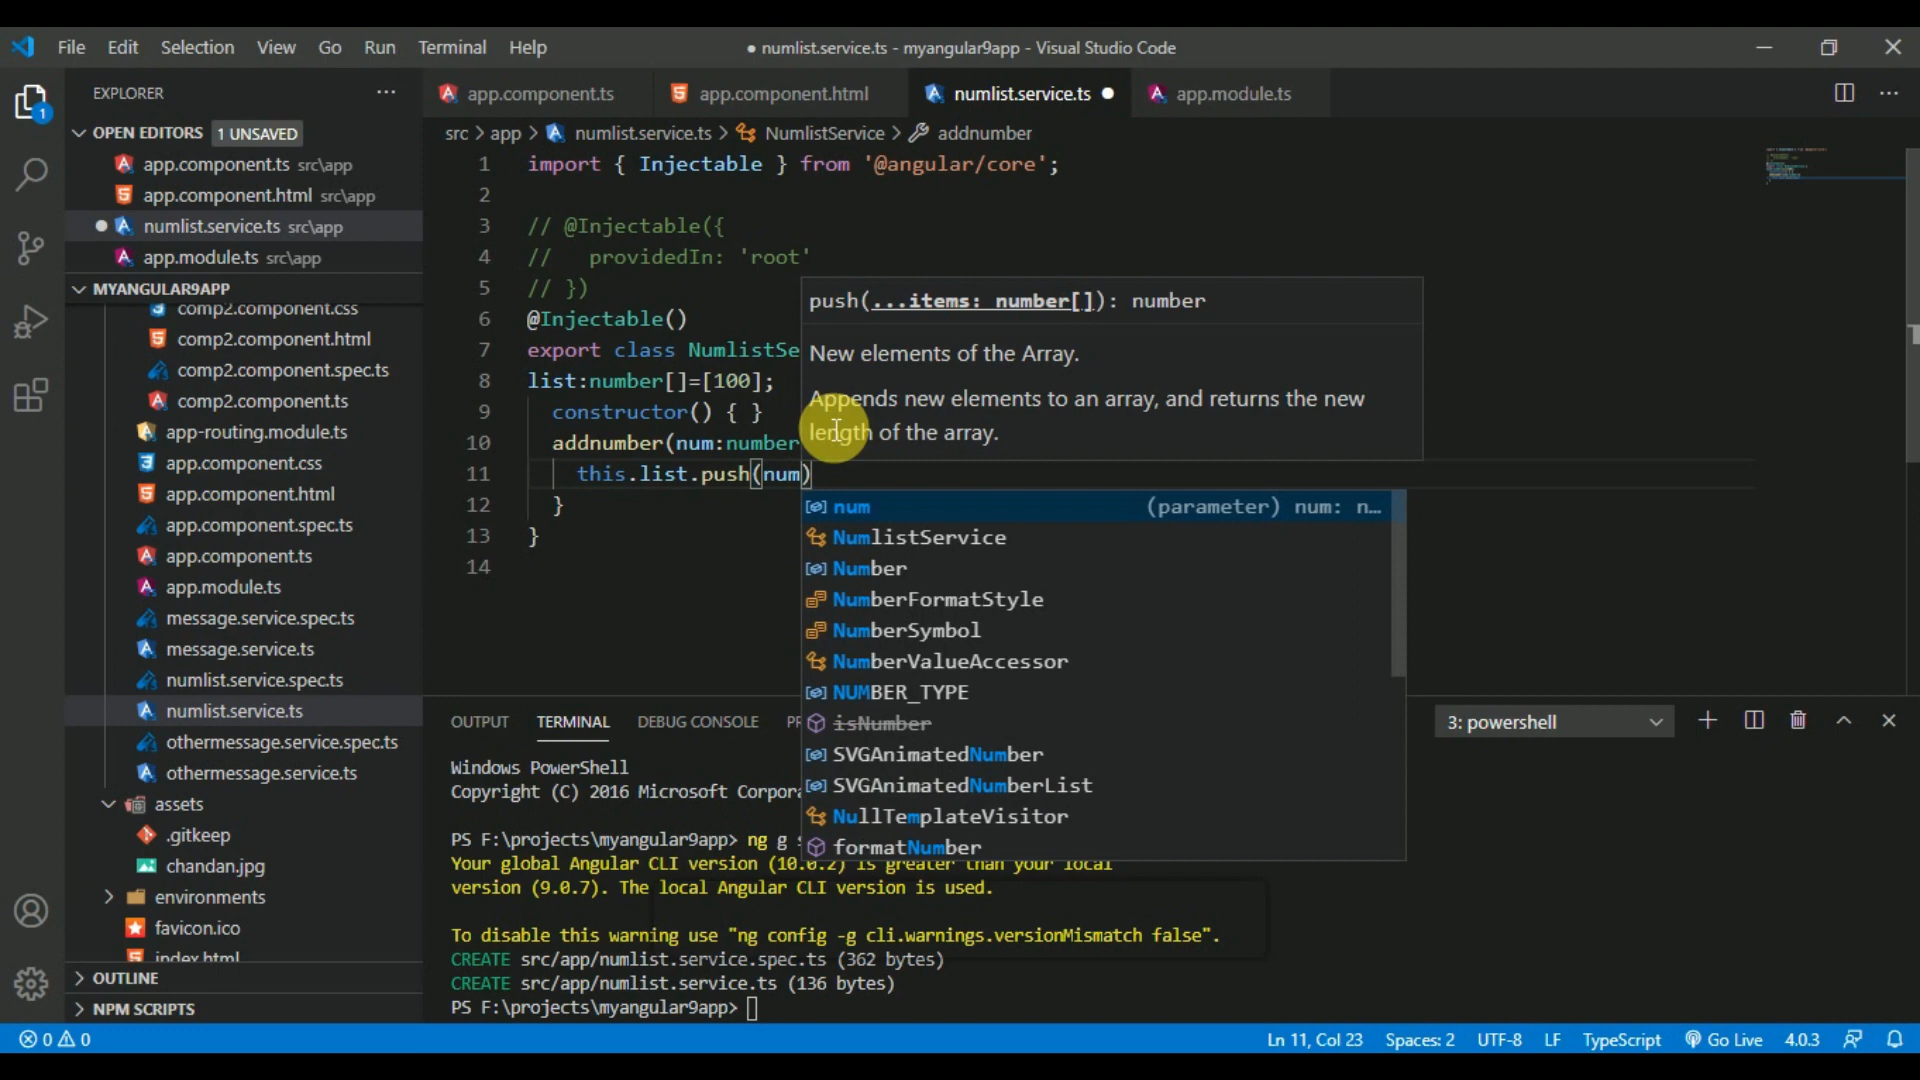 File Edit Selection View Go Run Terminal Help
● numlist.service.ts - myangular9app - Visual Studio Code
EXPLORER
app.component.ts
app.component.html
numlist.service.ts
app.module.ts
OPEN EDITORS 1 UNSAVED
app.component.ts src\app
app.component.html src\app
numlist.service.ts src\app
app.module.ts src\app
MYANGULAR9APP
comp2.component.css
comp2.component.html
comp2.component.spec.ts
comp2.component.ts
app-routing.module.ts
app.component.css
app.component.html
app.component.spec.ts
app.component.ts
app.module.ts
message.service.spec.ts
message.service.ts
numlist.service.spec.ts
numlist.service.ts
othermessage.service.spec.ts
othermessage.service.ts
assets
.gitkeep
chandan.jpg
environments
favicon.ico
index.html
OUTLINE
NPM SCRIPTS
1
src > app > numlist.service.ts > NumlistService > addnumber
1 import { Injectable } from '@angular/core';
2
3 // @Injectable({
4 //   providedIn: 'root'
5 // })
6 @Injectable()
7 export class NumlistSe
8 list:number[]=[100];
9 constructor() { }
10 addnumber(num:number
11 this.list.push(num)
12 }
13 }
14
push(...items: number[]): number
New elements of the Array.
Appends new elements to an array, and returns the new
length of the array.
num (parameter) num: n...
NumlistService
Number
NumberFormatStyle
NumberSymbol
NumberValueAccessor
NUMBER_TYPE
isNumber
SVGAnimatedNumber
SVGAnimatedNumberList
NullTemplateVisitor
formatNumber
OUTPUT TERMINAL DEBUG CONSOLE
3: powershell
Windows PowerShell
Copyright (C) 2016 Microsoft Corpora
PS F:\projects\myangular9app> ng g
Your global Angular CLI version (10.0.2) is greater than your local
version (9.0.7). The local Angular CLI version is used.
To disable this warning use "ng config -g cli.warnings.versionMismatch false".
CREATE src/app/numlist.service.spec.ts (362 bytes)
CREATE src/app/numlist.service.ts (136 bytes)
PS F:\projects\myangular9app>
0 0
Ln 11, Col 23 Spaces: 2 UTF-8 LF TypeScript Go Live 4.0.3